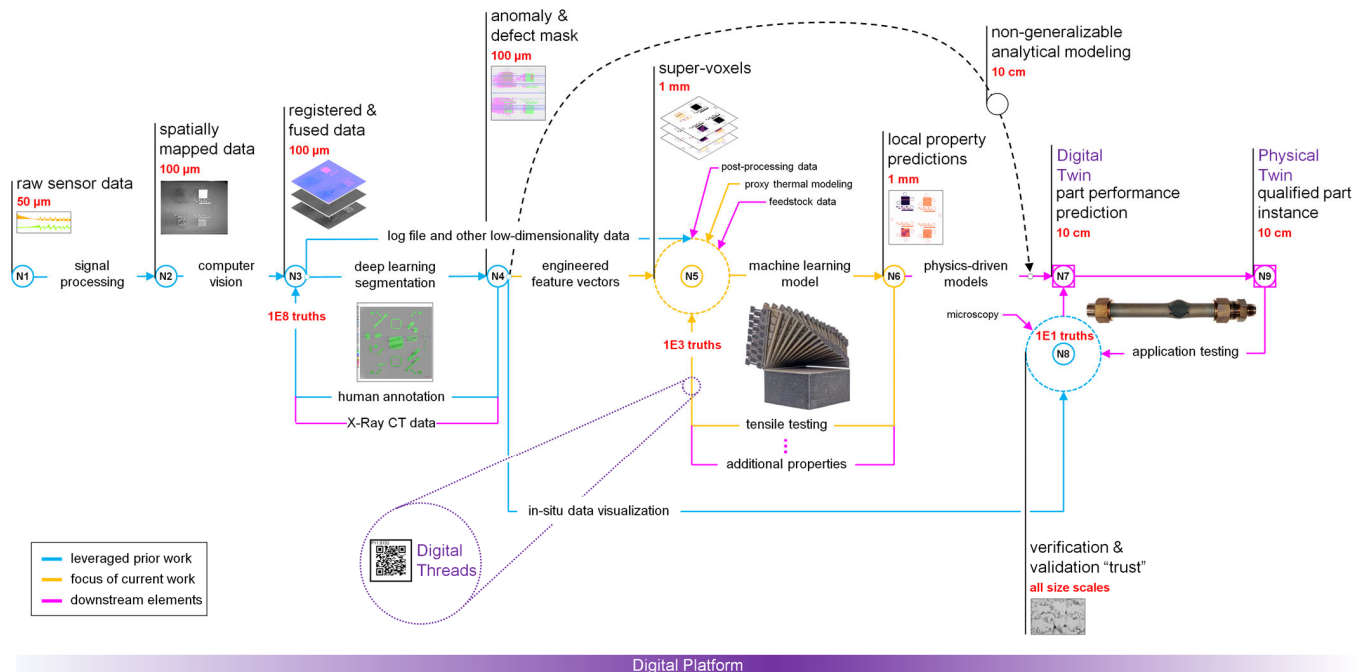 anomaly &
defect mask
100 µm
non-generalizable
analytical modeling
10 cm
super-voxels
1 mm
registered &
fused data
100 µm
spatially
mapped data
100 µm
raw sensor data
50 µm
local property
predictions
1 mm
Digital
Twin
part performance
prediction
10 cm
Physical
Twin
qualified part
instance
10 cm
post-processing data
proxy thermal modeling
feedstock data
log file and other low-dimensionality data
N1
signal
processing
N2
computer
vision
N3
deep learning
segmentation
N4
engineered
feature vectors
N5
machine learning
model
N6
physics-driven
models
N7
N9
microscopy
1E8 truths
1E3 truths
1E1 truths
N8
application testing
human annotation
X-Ray CT data
tensile testing
additional properties
in-situ data visualization
Digital
Threads
verification &
validation “trust”
all size scales
leveraged prior work
focus of current work
downstream elements
Digital Platform